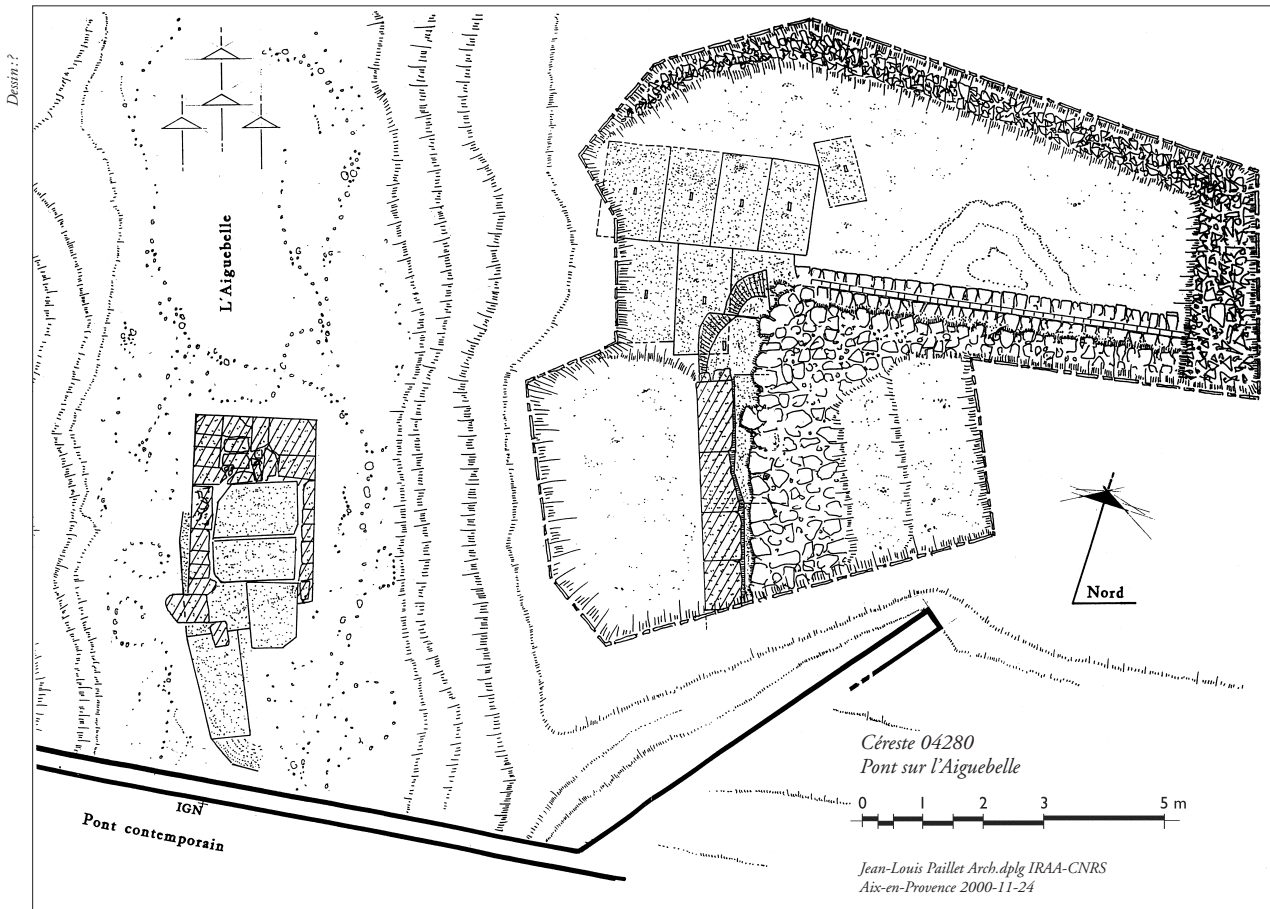 Dessin : ?
L'Aiguebelle
G
G
G
G
G
Nord
IGN
Pont contemporain
Céreste 04280
Pont sur l'Aiguebelle
0 1 2 3 5 m
Jean-Louis Paillet Arch.dplg IRAA-CNRS
Aix-en-Provence 2000-11-24